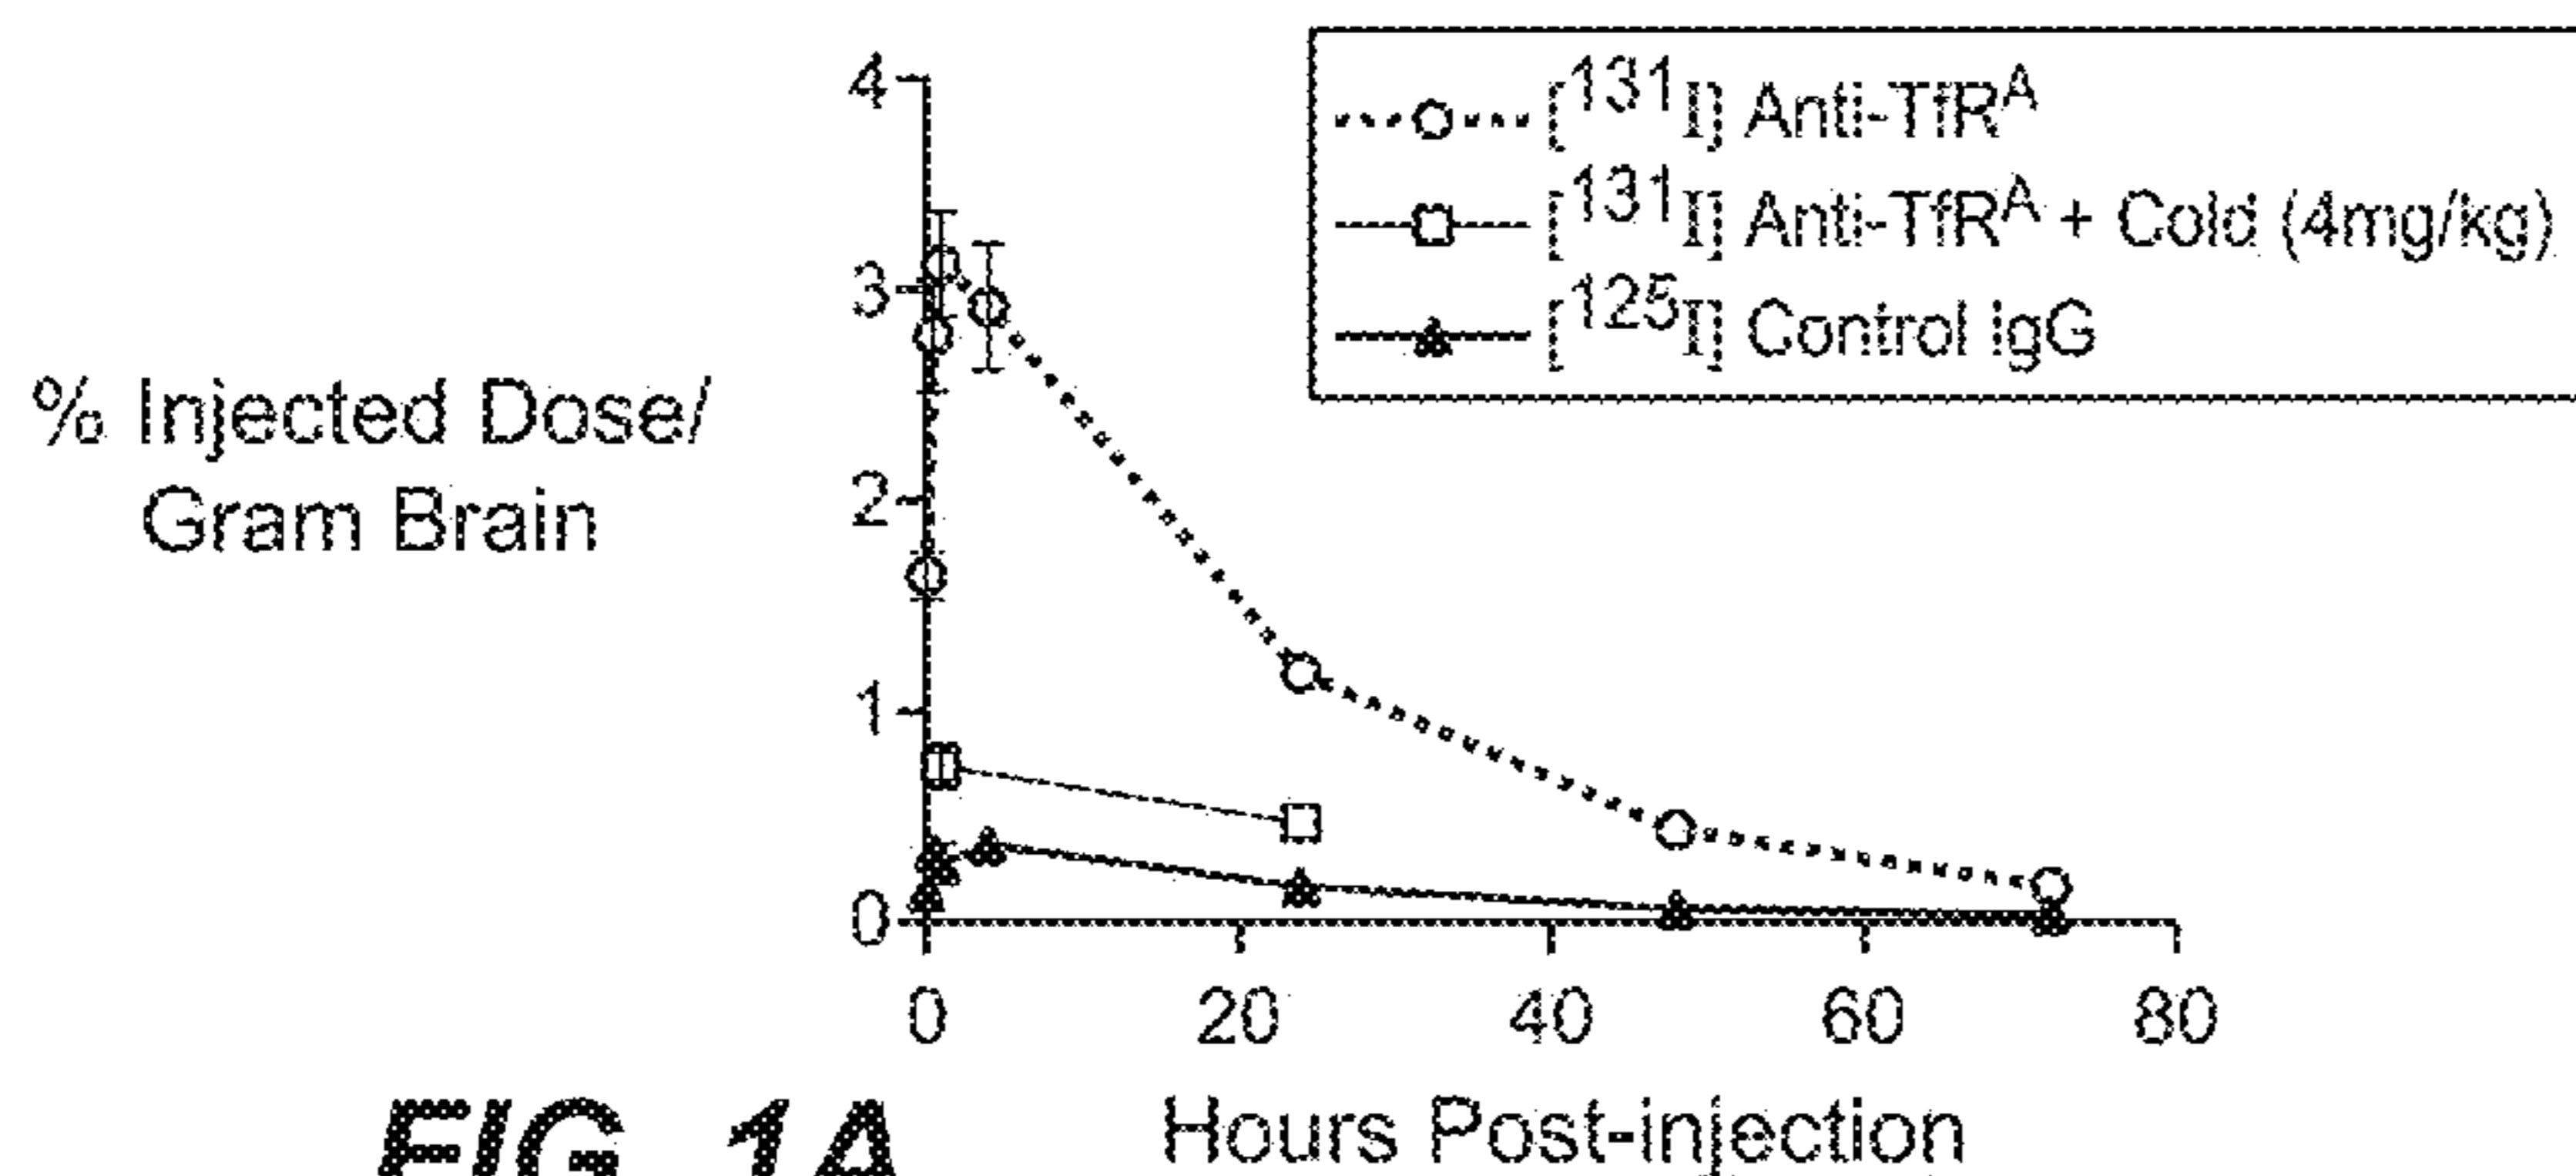 4
[131I] Anti-TfRA
[131I] Anti-TfRA + Cold (4mg/kg)
[125I] Control IgG
3
% Injected Dose/
Gram Brain
2
1
0
0 20 40 60 80
Hours Post-injection
FIG. 1A